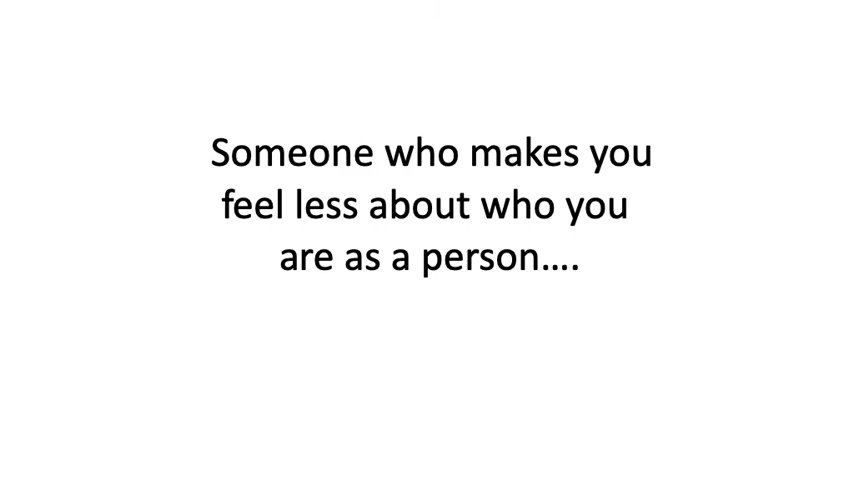 Someone who makes you
feel less about who you
are as a person….